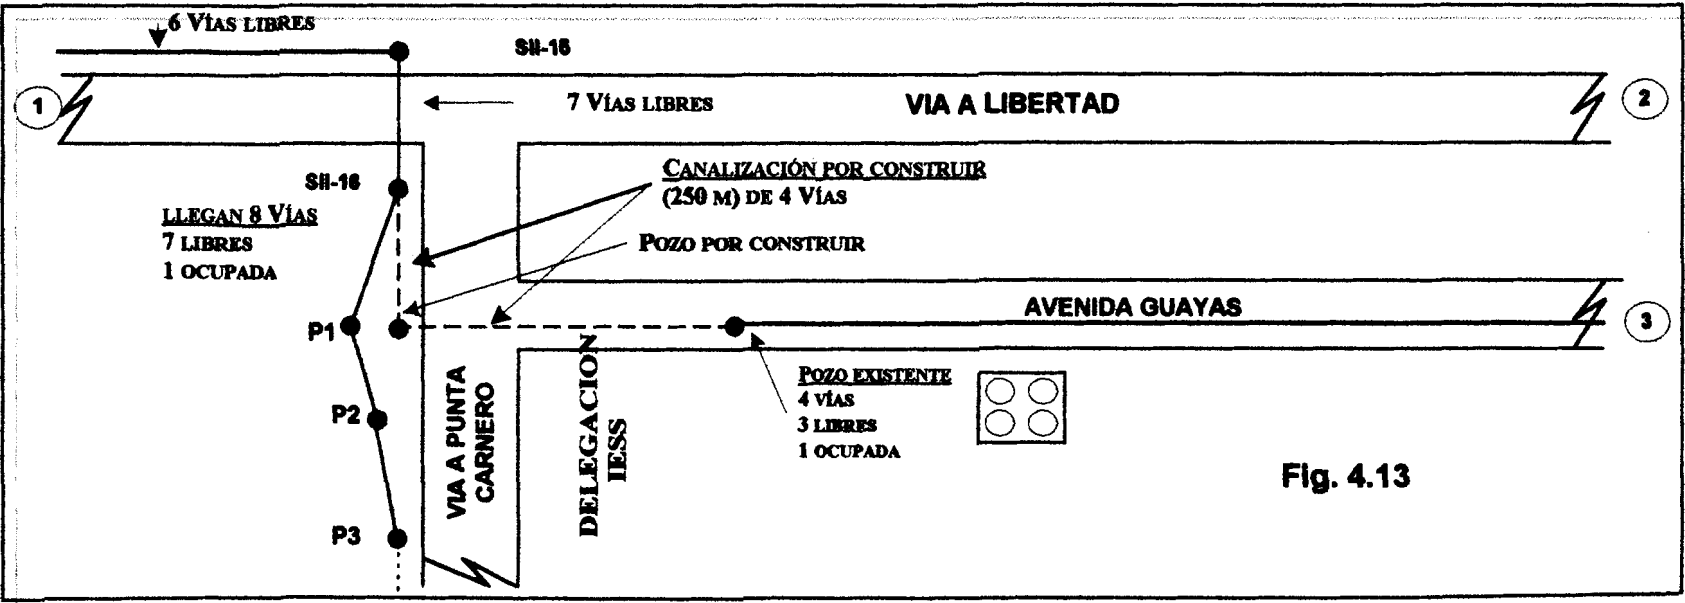 6 VÍAS LIBRES
SII-15
1
7 VÍAS LIBRES
VIA A LIBERTAD
2
CANALIZACIÓN POR CONSTRUIR
(250 M) DE 4 VÍAS
SII-16
LLEGAN 8 VÍAS
7 LIBRES
1 OCUPADA
POZO POR CONSTRUIR
AVENIDA GUAYAS
3
P1
POZO EXISTENTE
4 VÍAS
3 LIBRES
1 OCUPADA
P2
VIA A PUNTA
CARNERO
DELEGACION
IESS
Fig. 4.13
P3